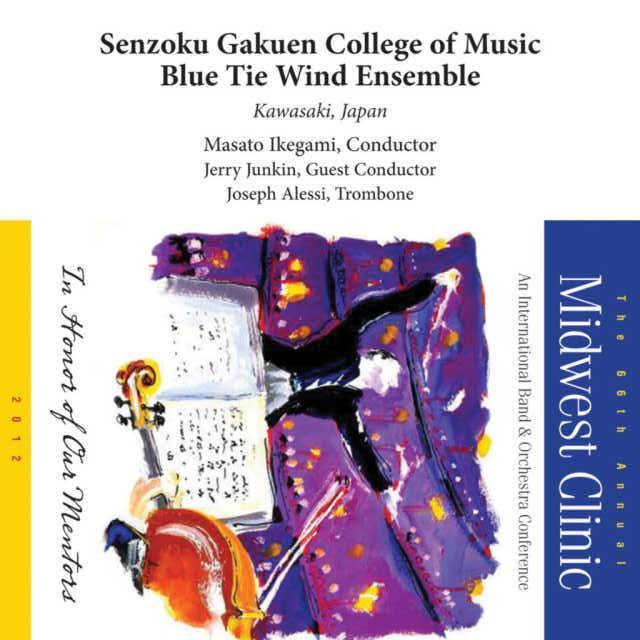 Senzoku Gakuen College of Music
Blue Tie Wind Ensemble
Kawasaki, Japan
Masato Ikegami, Conductor
Jerry Junkin, Guest Conductor
Joseph Alessi, Trombone
2012
In Honor of Our Mentors
The 66th Annual
Midwest Clinic
An International Band & Orchestra Conference